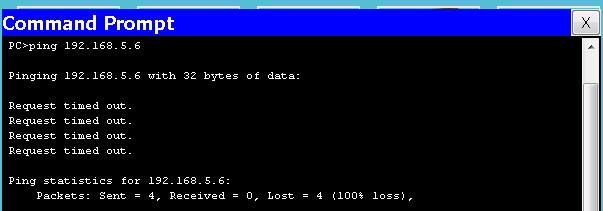 Command Prompt
X
PC>ping 192.168.5.6
Pinging 192.168.5.6 with 32 bytes of data:
Request timed out.
Request timed out.
Request timed out.
Request timed out.
Ping statistics for 192.168.5.6:
Packets: Sent = 4, Received = 0, Lost = 4 (100% loss),